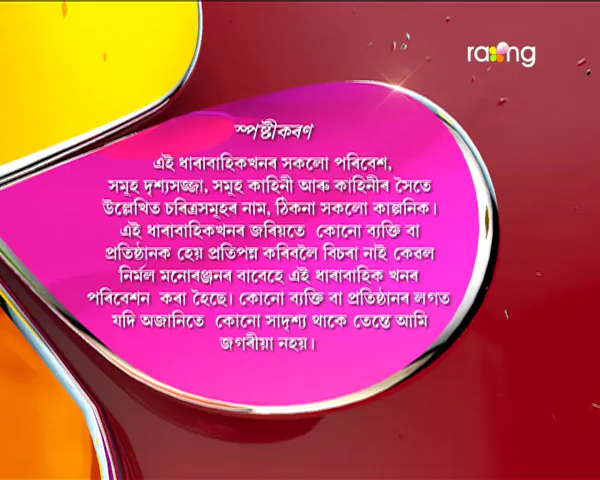 rang
স্পষ্টীকৰণ
এই ধাৰাবাহিকখনৰ সকলো পৰিবেশ,
সমূহ দৃশ্যসজ্জা, সমূহ কাহিনী আৰু কাহিনীৰ সৈতে
উল্লেখিত চৰিত্ৰসমূহৰ নাম, ঠিকনা সকলো কাল্পনিক।
এই ধাৰাবাহিকখনৰ জৰিয়তে কোনো ব্যক্তি বা
প্ৰতিষ্ঠানক হেয় প্ৰতিপন্ন কৰিবলৈ বিচৰা নাই কেৱল
নিৰ্মল মনোৰঞ্জনৰ বাবেহে এই ধাৰাবাহিক খনৰ
পৰিবেশন কৰা হৈছে। কোনো ব্যক্তি বা প্ৰতিষ্ঠানৰ লগত
যদি অজানিতে কোনো সাদৃশ্য থাকে তেন্তে আমি
জগৰীয়া নহয়।